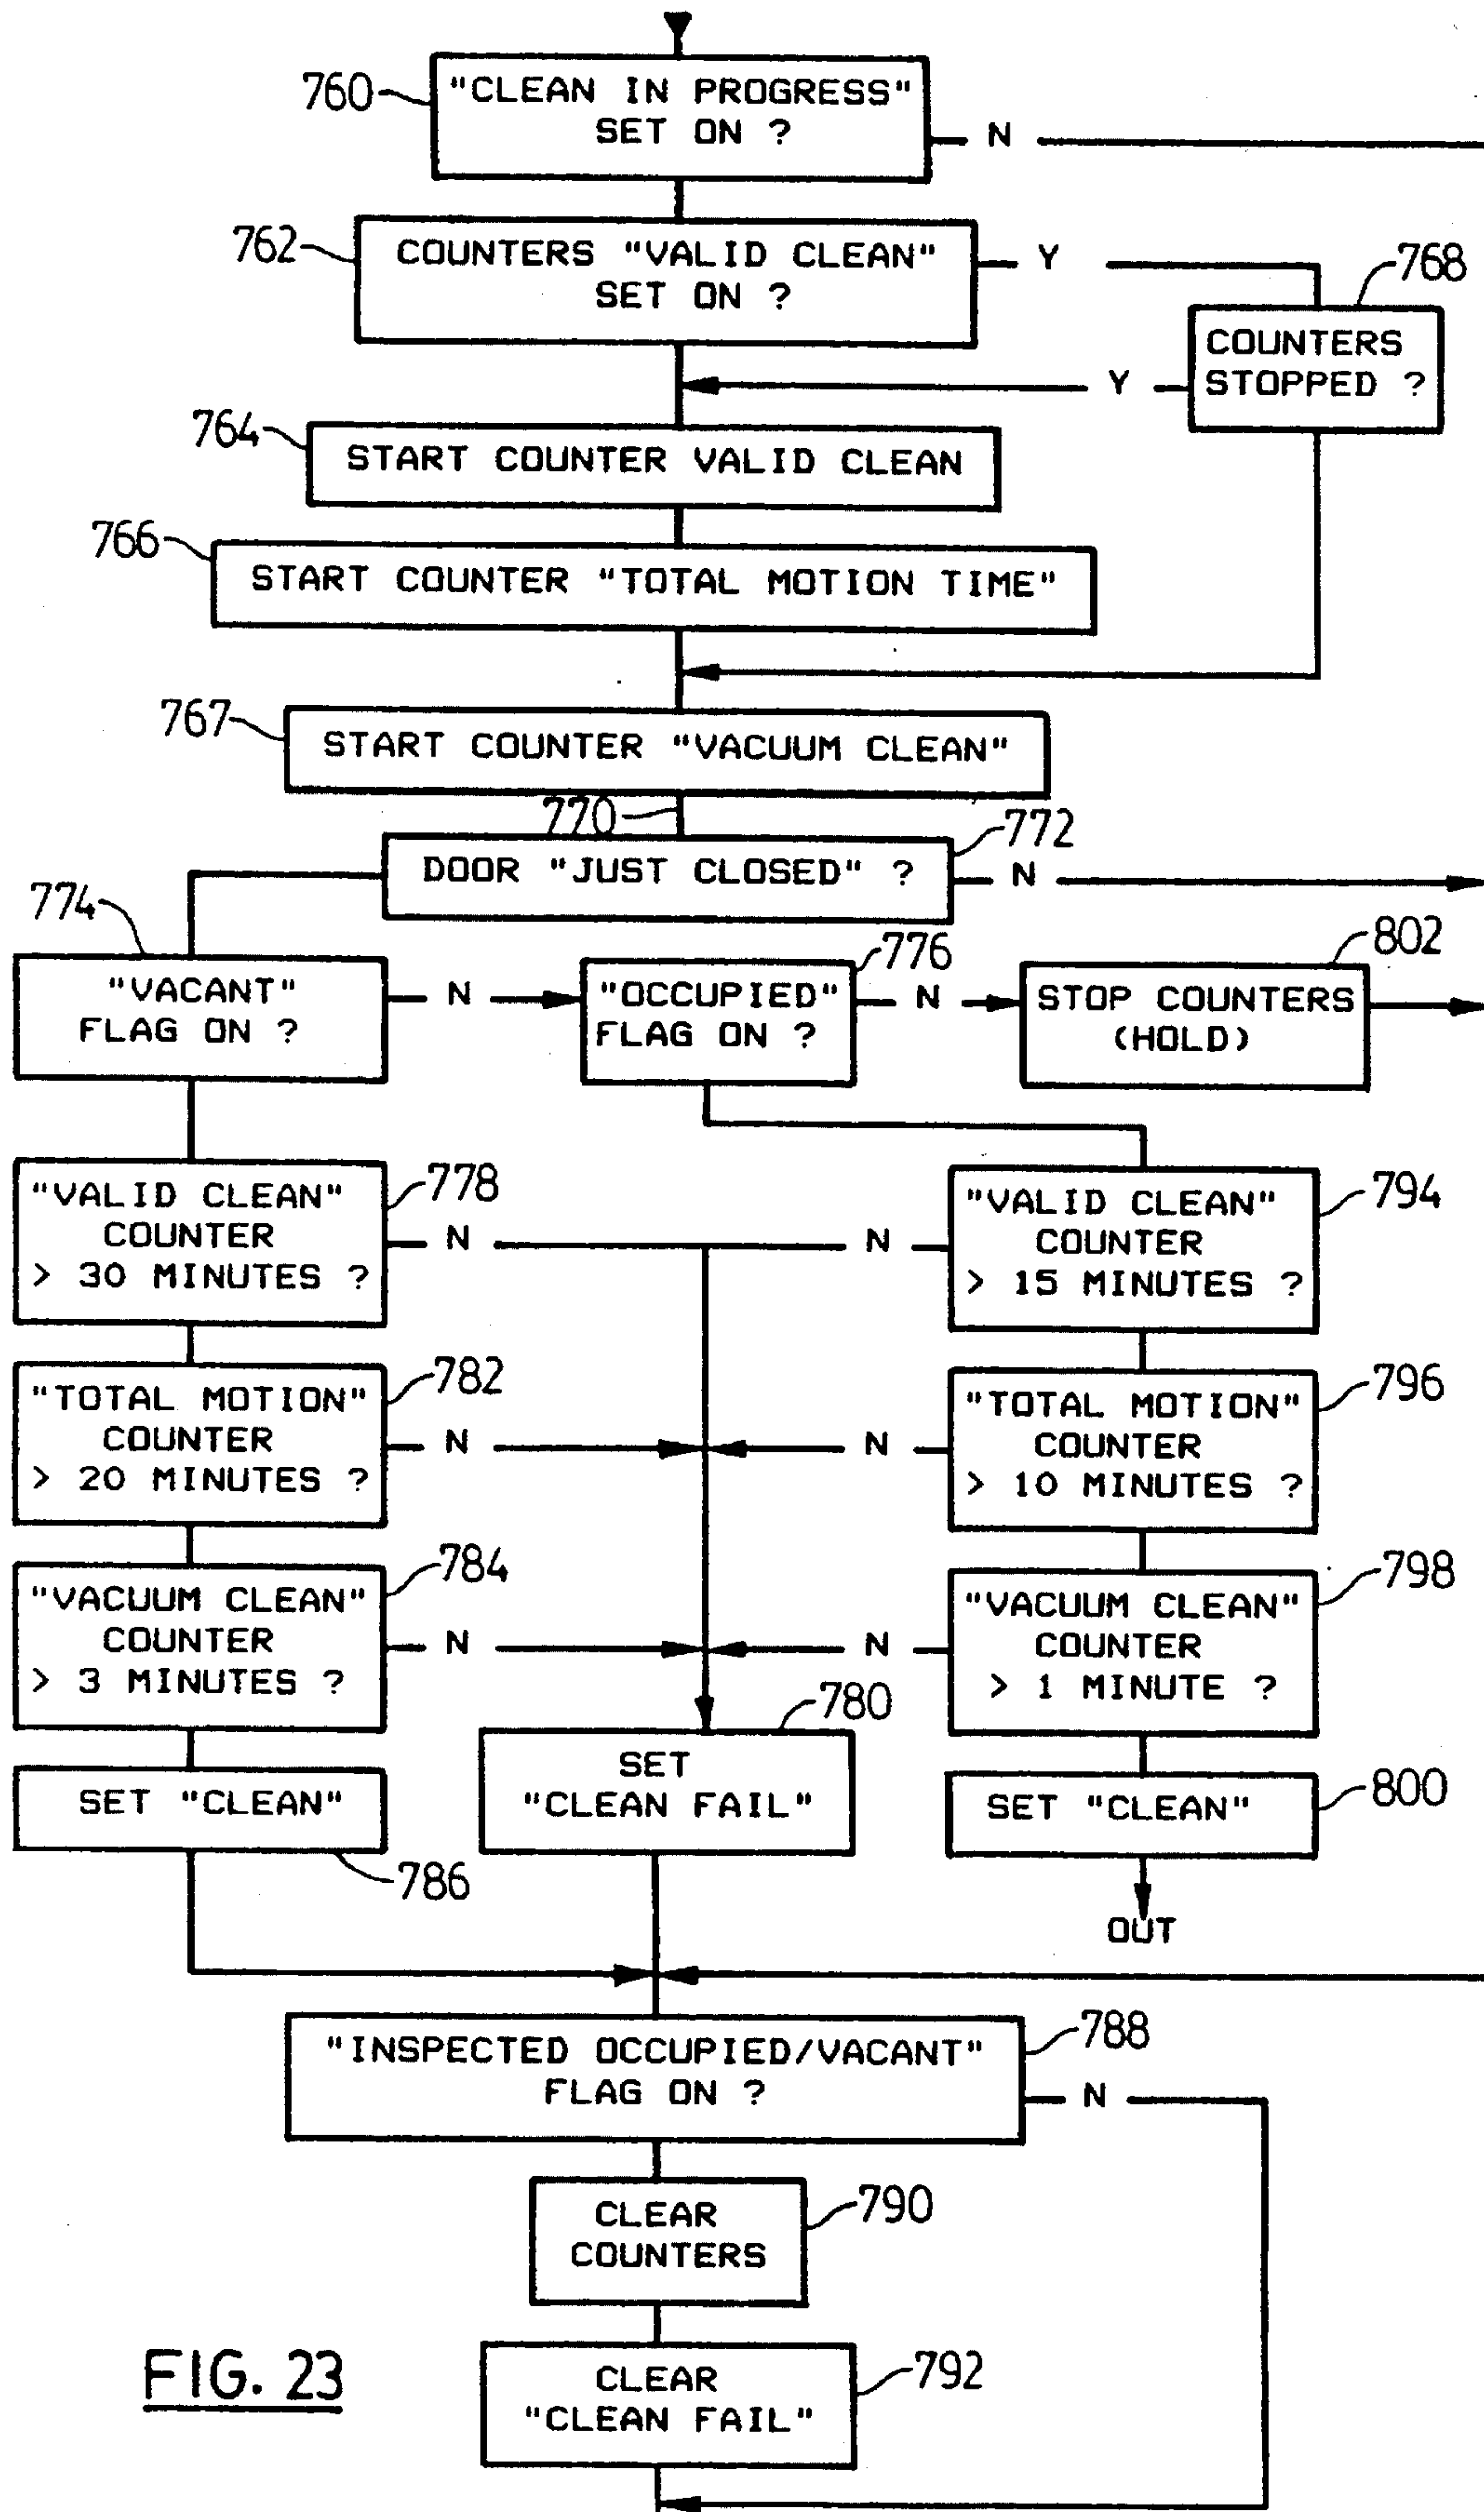 760
"CLEAN IN PROGRESS"
SET ON ?
N
762
COUNTERS "VALID CLEAN"
SET ON ?
Y
768
COUNTERS
STOPPED ?
Y
764
START COUNTER VALID CLEAN
766
START COUNTER "TOTAL MOTION TIME"
767
START COUNTER "VACUUM CLEAN"
770
772
DOOR "JUST CLOSED" ?
N
774
"VACANT"
FLAG ON ?
N
776
"OCCUPIED"
FLAG ON ?
N
802
STOP COUNTERS
(HOLD)
778
"VALID CLEAN"
COUNTER
> 30 MINUTES ?
N
N
794
"VALID CLEAN"
COUNTER
> 15 MINUTES ?
782
"TOTAL MOTION"
COUNTER
> 20 MINUTES ?
N
N
796
"TOTAL MOTION"
COUNTER
> 10 MINUTES ?
784
"VACUUM CLEAN"
COUNTER
> 3 MINUTES ?
N
N
798
"VACUUM CLEAN"
COUNTER
> 1 MINUTE ?
780
SET
"CLEAN FAIL"
SET "CLEAN"
786
SET "CLEAN"
800
OUT
788
"INSPECTED OCCUPIED/VACANT"
FLAG ON ?
N
790
CLEAR
COUNTERS
792
CLEAR
"CLEAN FAIL"
FIG. 23